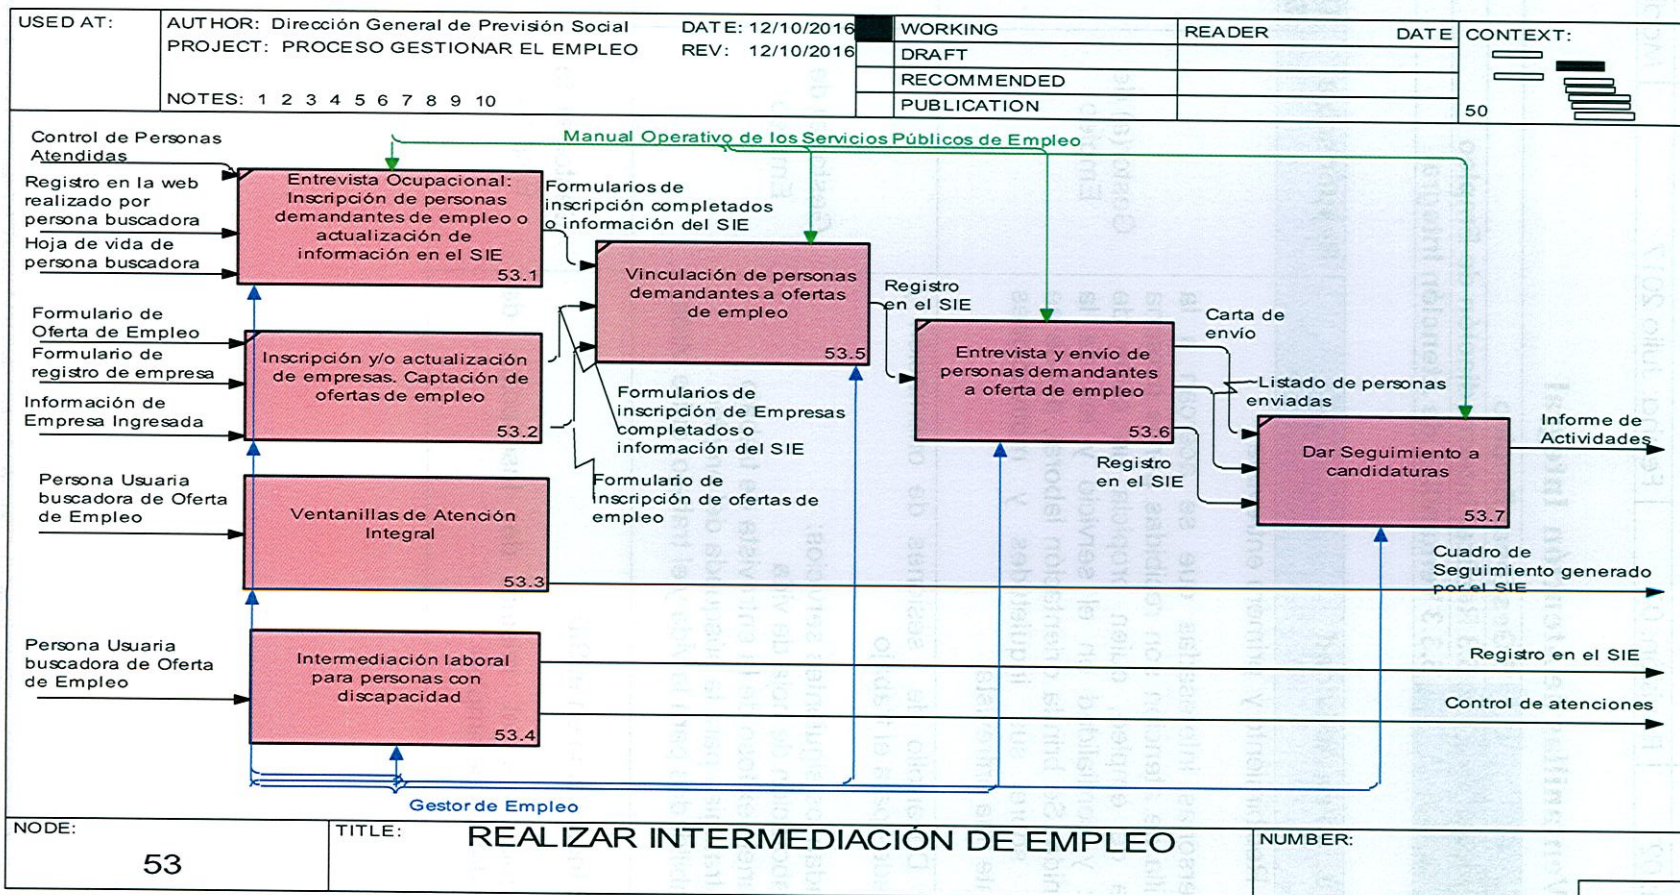 USED AT:
AUTHOR: Dirección General de Previsión Social
DATE: 12/10/2016
PROJECT: PROCESO GESTIONAR EL EMPLEO
REV: 12/10/2016
NOTES: 1 2 3 4 5 6 7 8 9 10
WORKING
DRAFT
RECOMMENDED
PUBLICATION
READER
DATE
CONTEXT:
50
Manual Operativo de los Servicios Públicos de Empleo
Control de Personas
Atendidas
Registro en la web
realizado por
persona buscadora
Hoja de vida de
persona buscadora
Entrevista Ocupacional:
Inscripción de personas
demandantes de empleo o
actualización de
información en el SIE
53.1
Formularios de
inscripción completados
o información del SIE
Formulario de
Oferta de Empleo
Formulario de
registro de empresa
Información de
Empresa Ingresada
Inscripción y/o actualización
de empresas. Captación de
ofertas de empleo
53.2
Vinculación de personas
demandantes a ofertas
de empleo
53.5
Registro
en el SIE
Formularios de
inscripción de Empresas
completados o
información del SIE
Formulario de
inscripción de ofertas de
empleo
Entrevista y envío de
personas demandantes
a oferta de empleo
53.6
Carta de
envío
Listado de personas
enviadas
Registro
en el SIE
Dar Seguimiento a
candidaturas
53.7
Informe de
Actividades
Persona Usuaria
buscadora de Oferta
de Empleo
Ventanillas de Atención
Integral
53.3
Cuadro de
Seguimiento generado
por el SIE
Persona Usuaria
buscadora de Oferta
de Empleo
Intermediación laboral
para personas con
discapacidad
53.4
Registro en el SIE
Control de atenciones
Gestor de Empleo
NODE:
53
TITLE:
REALIZAR INTERMEDIACIÓN DE EMPLEO
NUMBER: